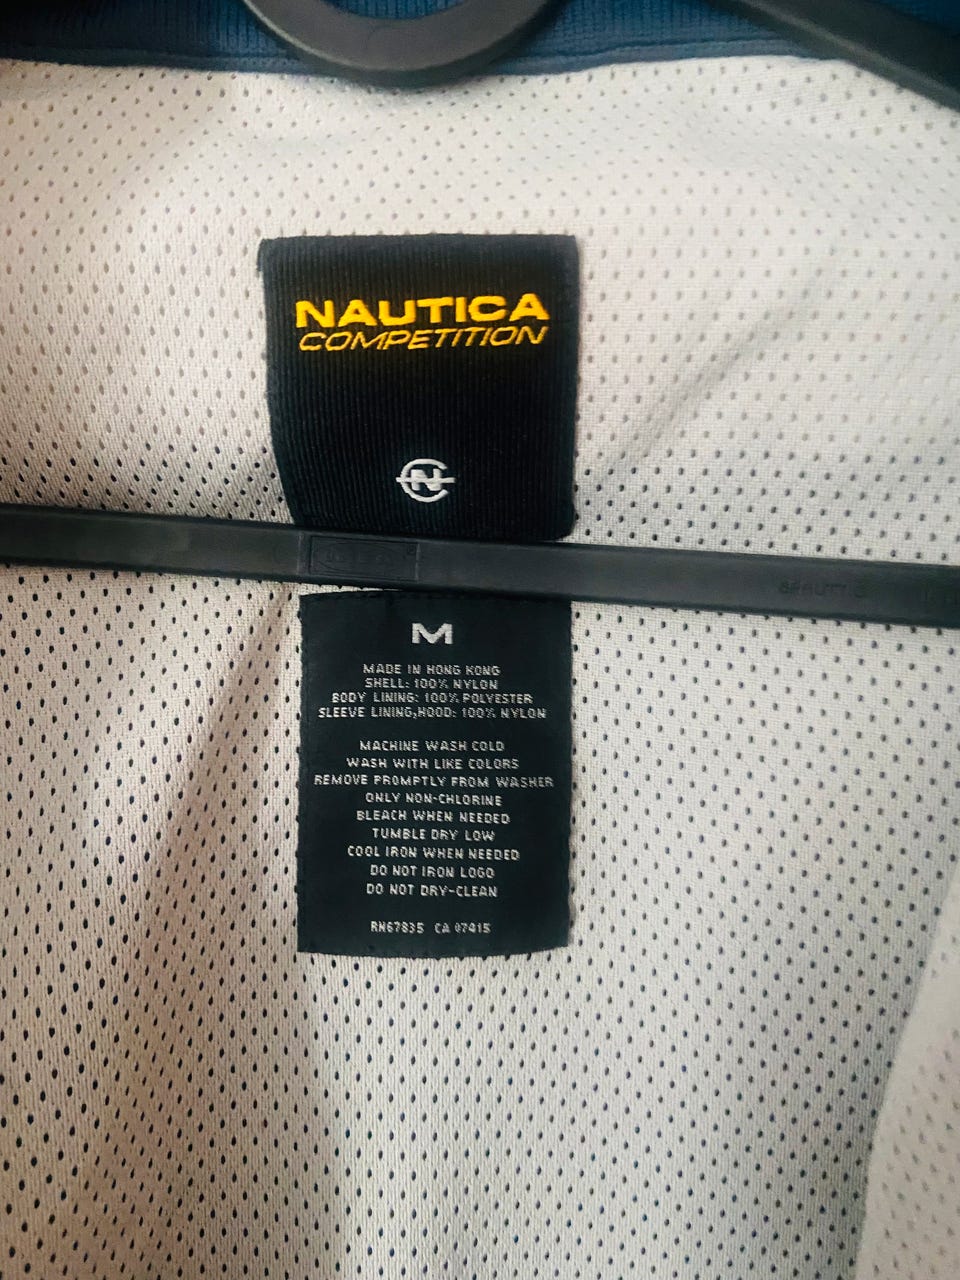 NAUTICA
COMPETITION
N
M
MADE IN HONG KONG
SHELL: 100% NYLON
BODY LINING: 100% POLYESTER
SLEEVE LINING,HOOD: 100% NYLON
MACHINE WASH COLD
WASH WITH LIKE COLORS
REMOVE PROMPTLY FROM WASHER
ONLY NON-CHLORINE
BLEACH WHEN NEEDED
TUMBLE DRY LOW
COOL IRON WHEN NEEDED
DO NOT IRON LOGO
DO NOT DRY-CLEAN
RN67835 CA 07415